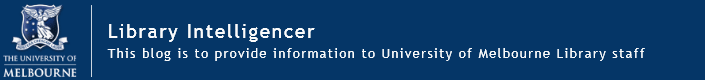 THE UNIVERSITY OF
MELBOURNE
Library Intelligencer
This blog is to provide information to University of Melbourne Library staff